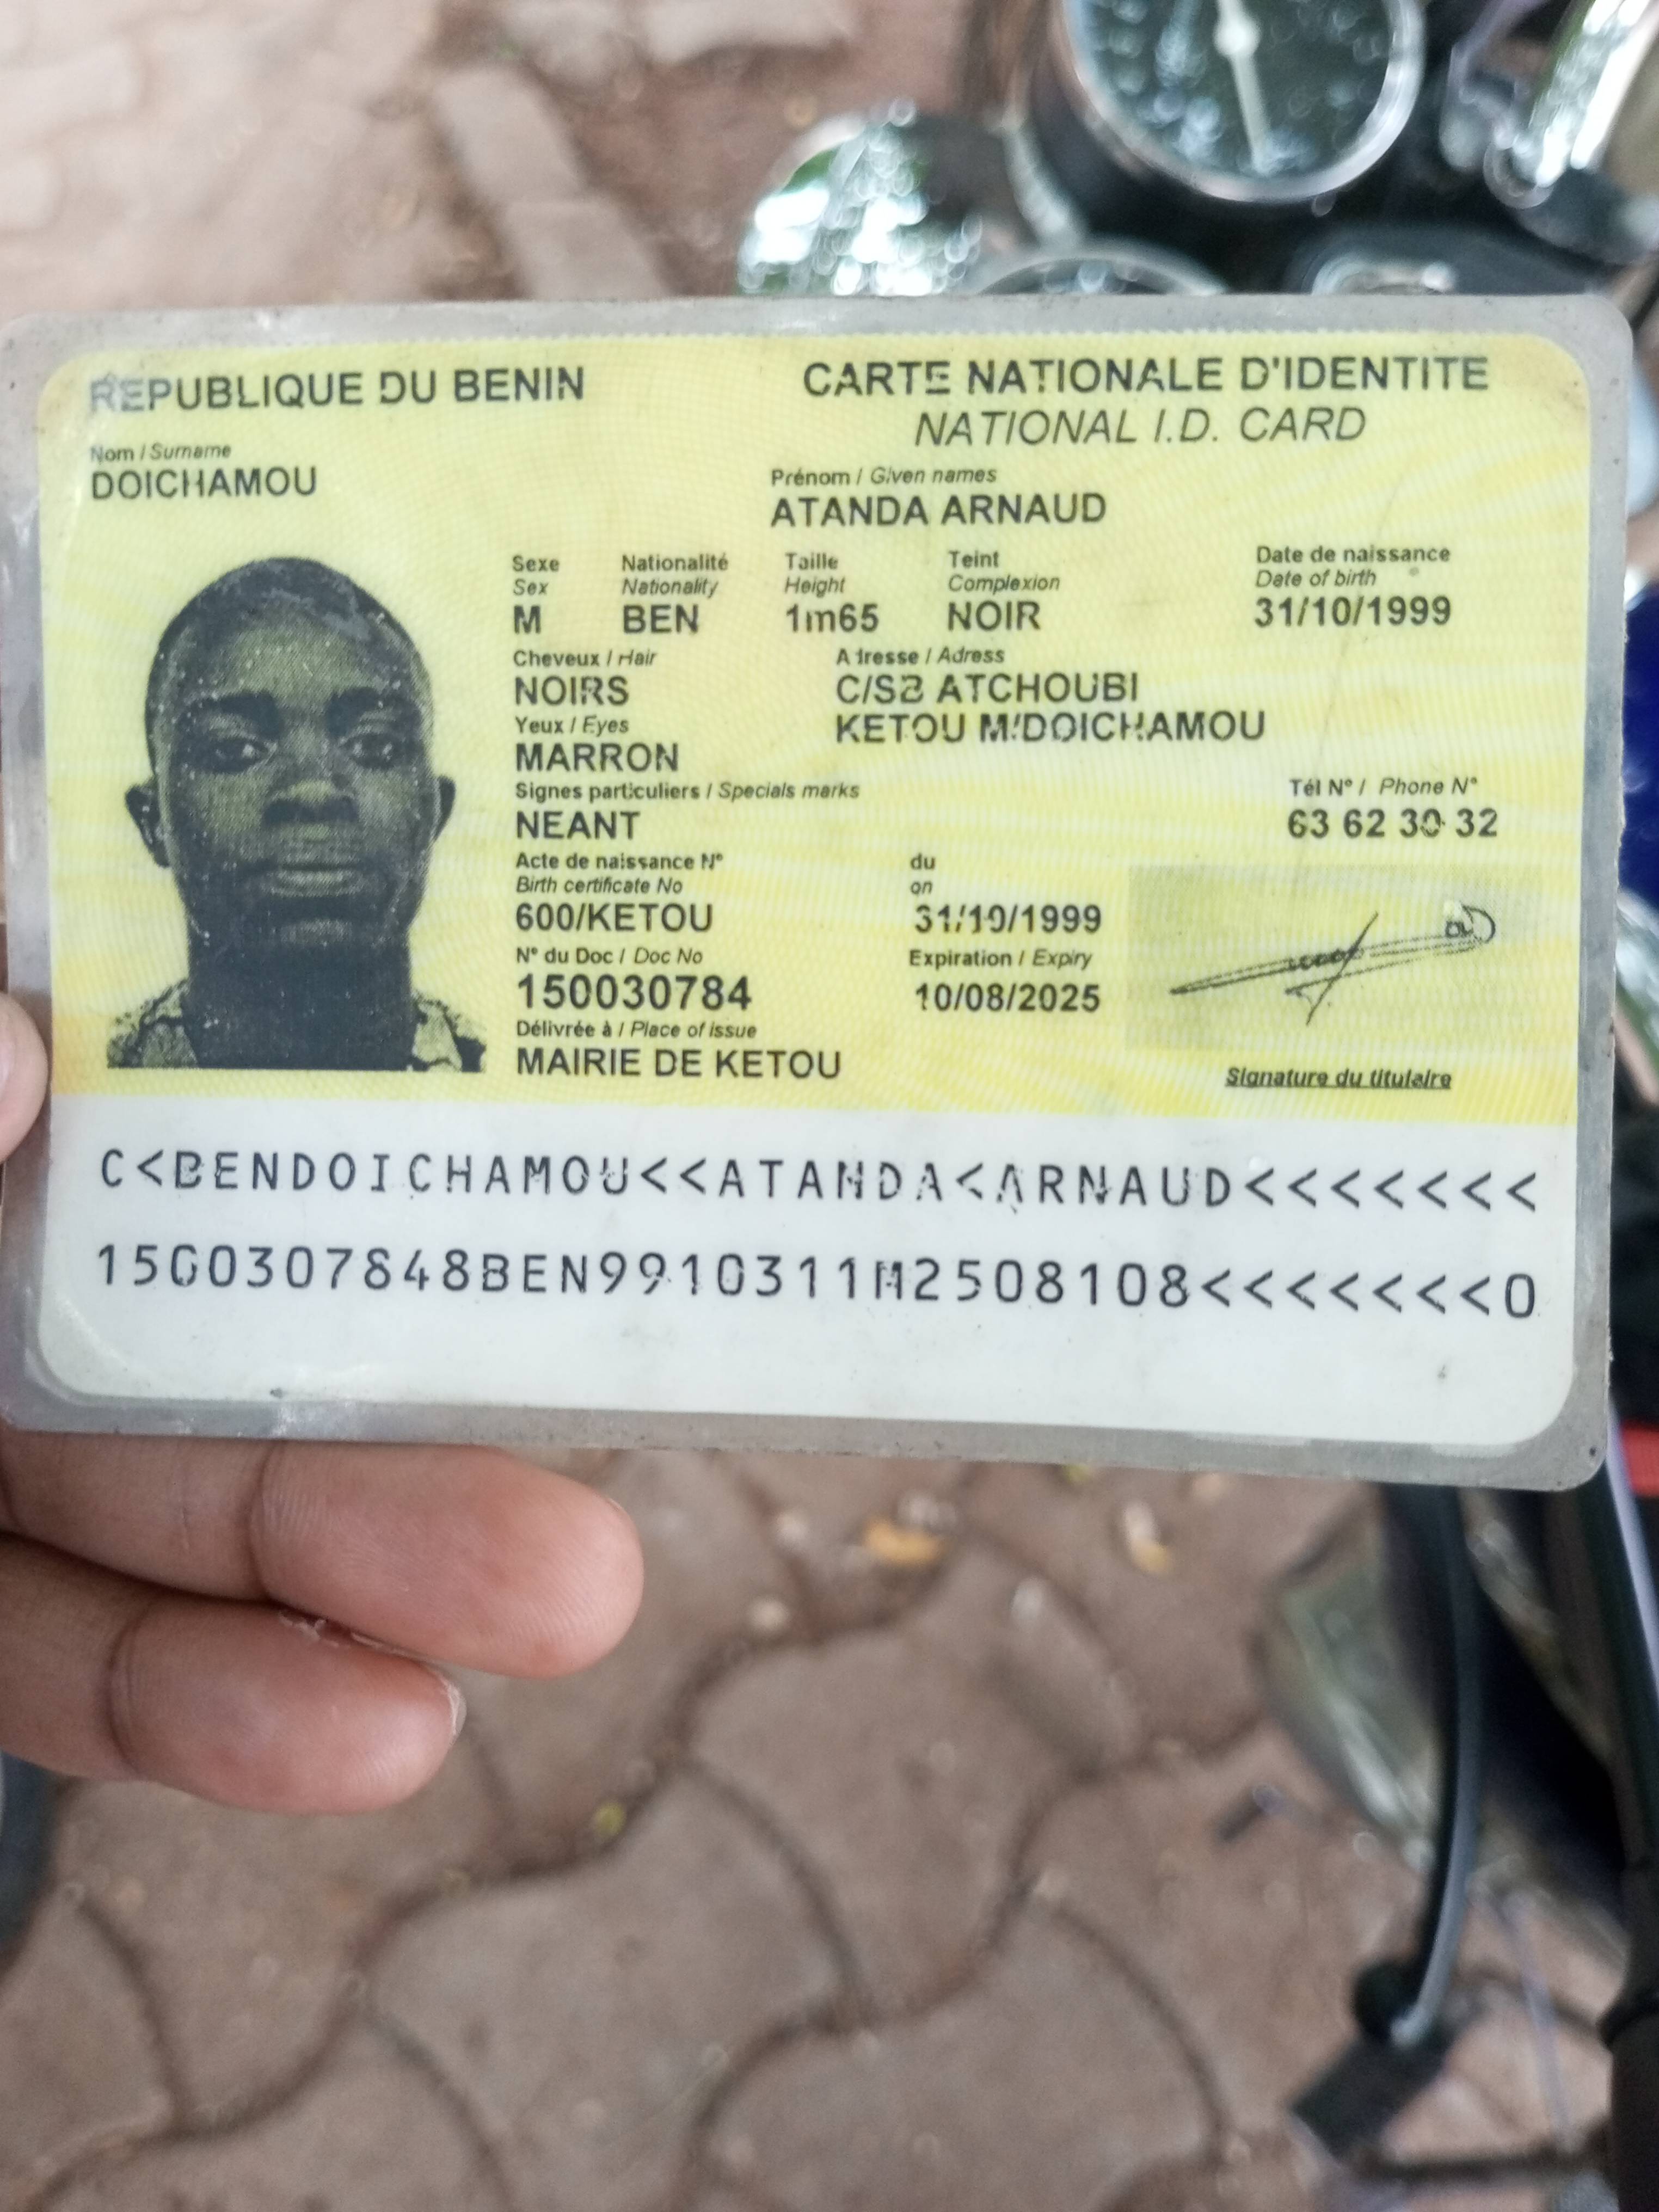 REPUBLIQUE DU BENIN
CARTE NATIONALE D'IDENTITE
NATIONAL I.D. CARD
Nom / Surname
DOICHAMOU
Prénom / Given names
ATANDA ARNAUD
Sexe Nationalité Taille Teint Date de naissance
Sex Nationality Height Complexion Date of birth
M BEN 1m65 NOIR 31/10/1999
Cheveux / Hair Adresse / Adress
NOIRS C/SB ATCHOUBI
Yeux / Eyes KETOU M/DOICHAMOU
MARRON
Signes particuliers / Specials marks Tél N° / Phone N°
NEANT 63 62 30 32
Acte de naissance N° du
Birth certificate No on
600/KETOU 31/10/1999
N° du Doc / Doc No Expiration / Expiry
150030784 10/08/2025
Délivrée à / Place of issue
MAIRIE DE KETOU
Signature du titulaire
C<BENDOICHAMOU<<ATANDA<ARNAUD<<<<<<<
1500307848BEN9910311M2508108<<<<<<<0